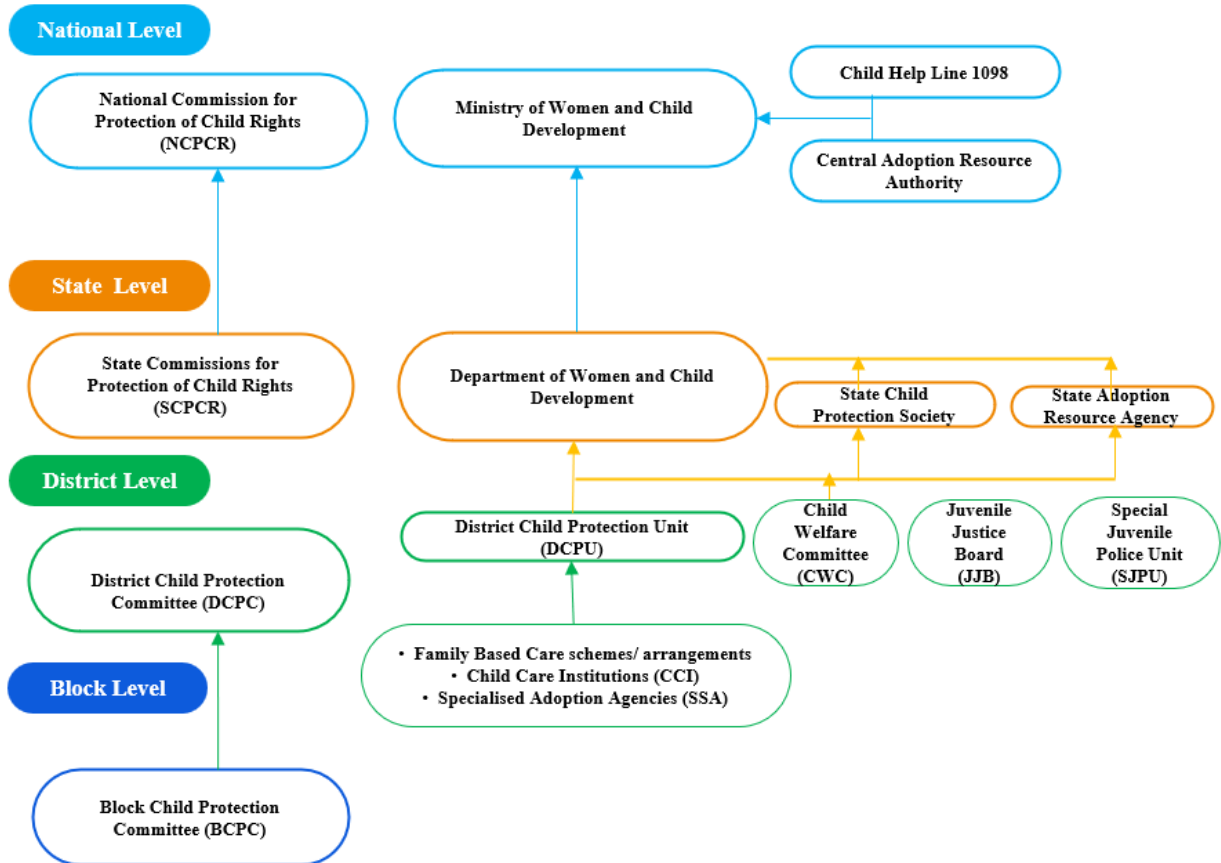 National Level
National Commission for
Protection of Child Rights
(NCPCR)
Ministry of Women and Child
Development
Child Help Line 1098
Central Adoption Resource
Authority
State Level
State Commissions for
Protection of Child Rights
(SCPCR)
Department of Women and Child
Development
State Child
Protection Society
State Adoption
Resource Agency
District Level
District Child Protection
Committee (DCPC)
District Child Protection Unit
(DCPU)
Child
Welfare
Committee
(CWC)
Juvenile
Justice
Board
(JJB)
Special
Juvenile
Police Unit
(SJPU)
• Family Based Care schemes/ arrangements
• Child Care Institutions (CCI)
• Specialised Adoption Agencies (SSA)
Block Level
Block Child Protection
Committee (BCPC)